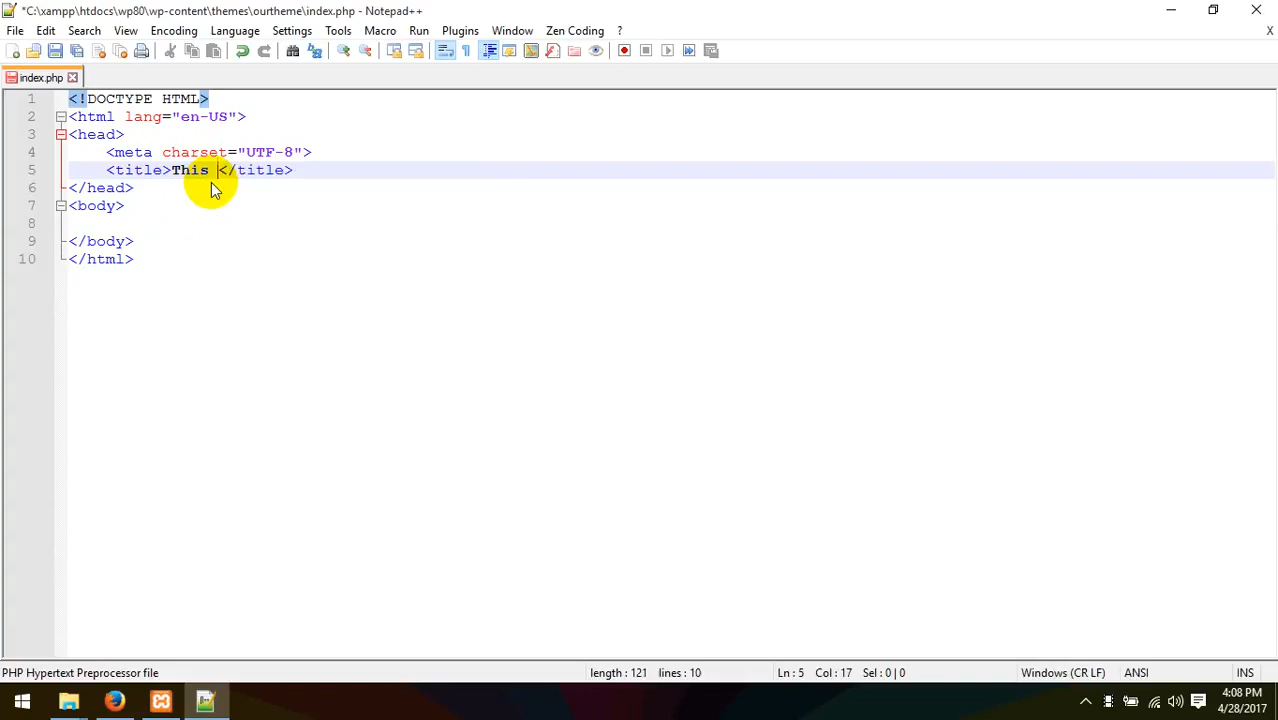 *C:\xampp\htdocs\wp80\wp-content\themes\ourtheme\index.php - Notepad++
File Edit Search View Encoding Language Settings Tools Macro Run Plugins Window Zen Coding ? X
index.php
1 <!DOCTYPE HTML>
2 <html lang="en-US">
3 <head>
4 <meta charset="UTF-8">
5 <title>This </title>
6 </head>
7 <body>
8
9 </body>
10 </html>
PHP Hypertext Preprocessor file length : 121 lines : 10 Ln : 5 Col : 17 Sel : 0 | 0 Windows (CR LF) ANSI INS
4:08 PM
4/28/2017